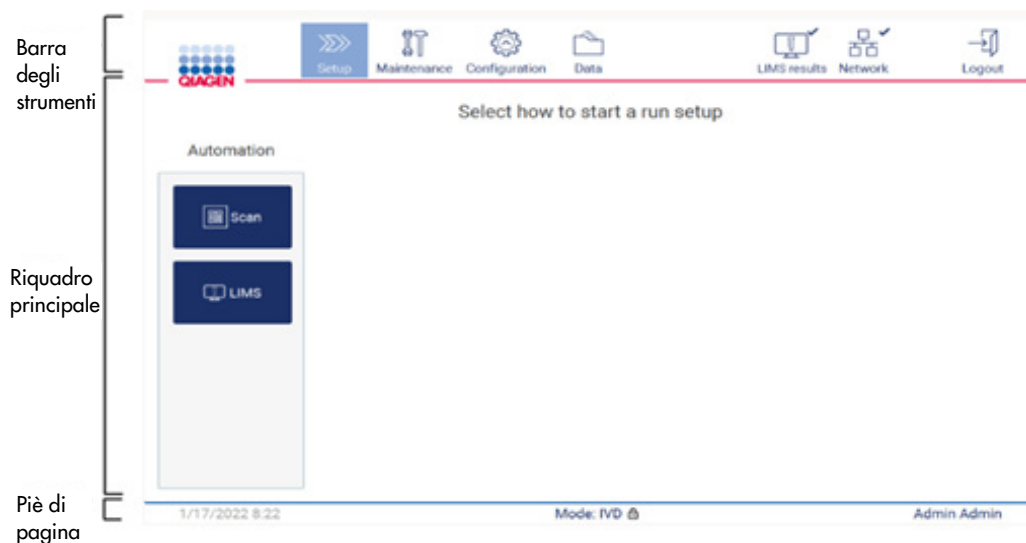 Barra
degli
strumenti
QIAGEN
Setup
Maintenance
Configuration
Data
LIMS results
Network
Logout
Select how to start a run setup
Automation
Scan
LIMS
Riquadro
principale
Piè di
pagina
1/17/2022 8:22
Mode: IVD
Admin Admin